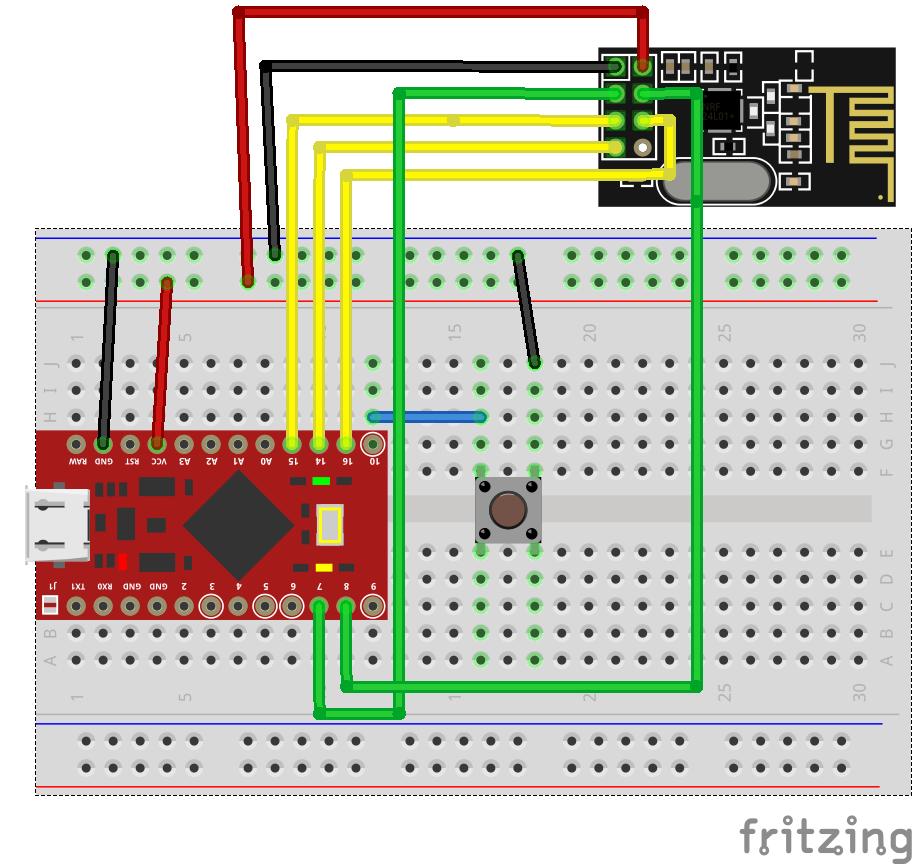 NRF
24L01+
1 5 15 20 25 30
J J
I I
H H
G G
F F
RAW GND RST VCC A3 A2 A1 A0 15 14 16 10
E
D
C
J1 TX1 RX0 GND GND 2 3 4 5 6 7 8 9
B B
A A
1 5 1 2 25 30
fritzing